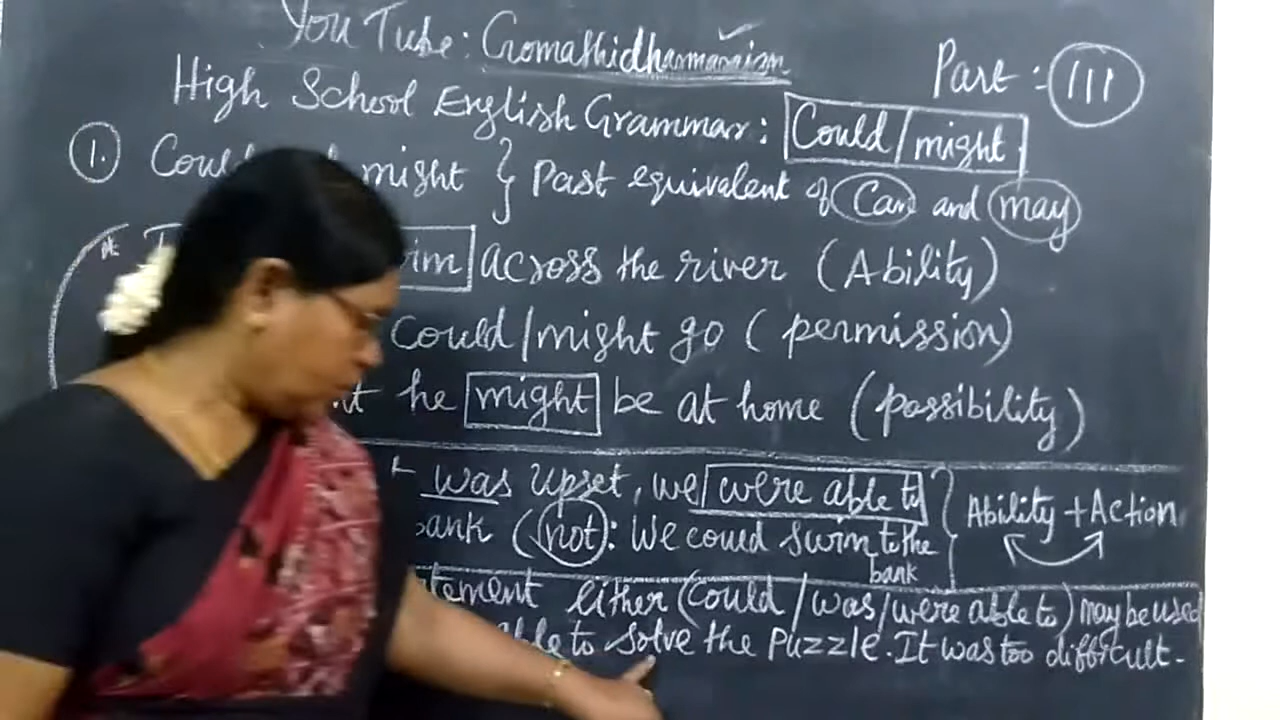 YouTube: Gomathidharmarajan
Part : III
High School English Grammar: Could/might
1. Could might } Past equivalent of Can and may
across the river (Ability)
Could/might go (permission)
he might be at home (possibility)
was upset, we were able to } Ability + Action
bank (not): We could swim to the
bank
either (Could/was/were able to) may be used
to solve the Puzzle. It was too difficult.